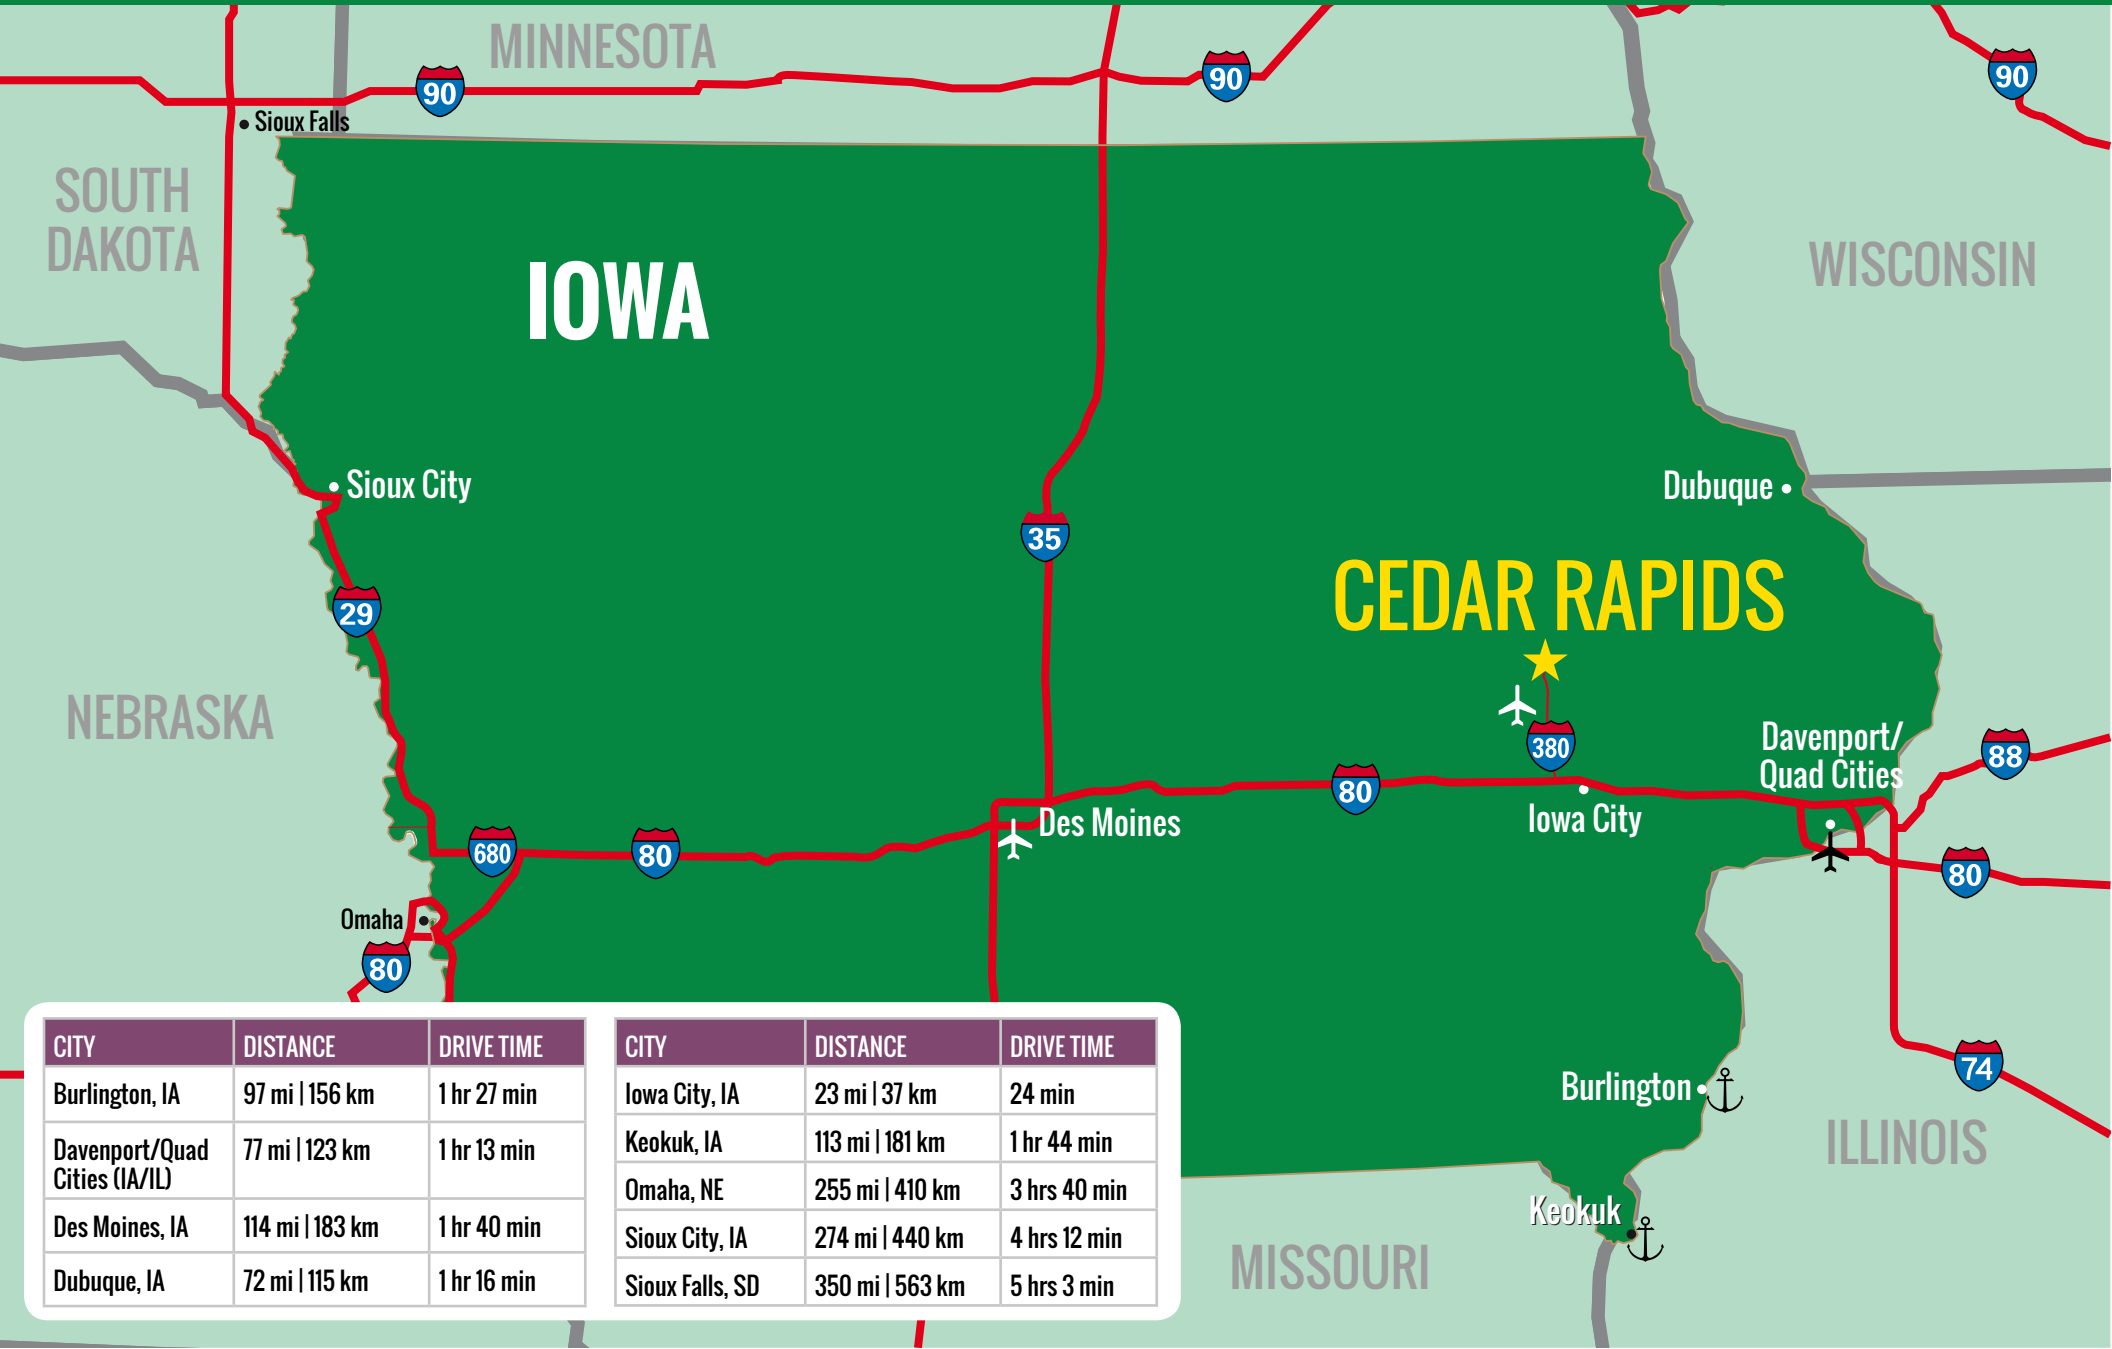 MINNESOTA
90
90
90
Sioux Falls
SOUTH
DAKOTA
IOWA
WISCONSIN
Sioux City
Dubuque
35
CEDAR RAPIDS
29
NEBRASKA
380
Davenport/
Quad Cities
88
80
Des Moines
Iowa City
680
80
80
Omaha
80
74
Burlington
ILLINOIS
Keokuk
MISSOURI
CITY DISTANCE DRIVE TIME
Burlington, IA 97 mi | 156 km 1 hr 27 min
Davenport/Quad
Cities (IA/IL) 77 mi | 123 km 1 hr 13 min
Des Moines, IA 114 mi | 183 km 1 hr 40 min
Dubuque, IA 72 mi | 115 km 1 hr 16 min
CITY DISTANCE DRIVE TIME
Iowa City, IA 23 mi | 37 km 24 min
Keokuk, IA 113 mi | 181 km 1 hr 44 min
Omaha, NE 255 mi | 410 km 3 hrs 40 min
Sioux City, IA 274 mi | 440 km 4 hrs 12 min
Sioux Falls, SD 350 mi | 563 km 5 hrs 3 min